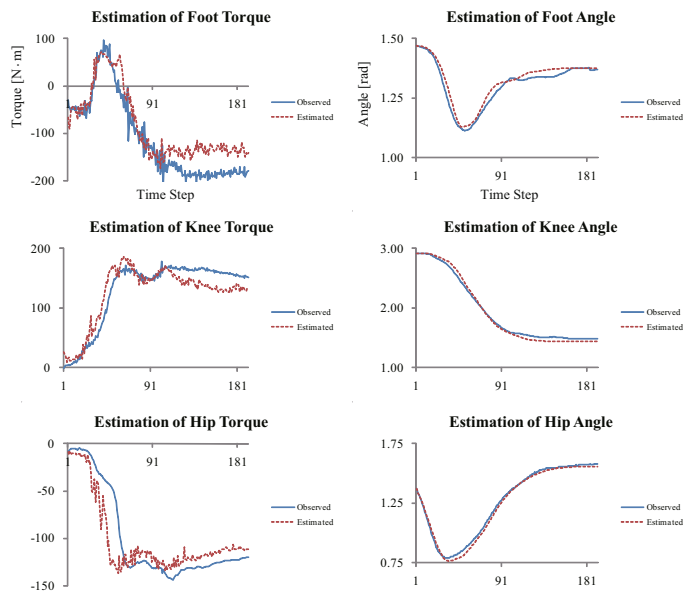 Estimation of Foot Torque
100
0
-100
-200
Torque [N·m]
1
91
181
Time Step
Observed
Estimated
Estimation of Foot Angle
1.50
1.25
1.00
Angle [rad]
1
91
181
Time Step
Observed
Estimated
Estimation of Knee Torque
200
100
0
1
91
181
Observed
Estimated
Estimation of Knee Angle
3.00
2.00
1.00
1
91
181
Observed
Estimated
Estimation of Hip Torque
0
-50
-100
-150
1
91
181
Observed
Estimated
Estimation of Hip Angle
1.75
1.25
0.75
1
91
181
Observed
Estimated